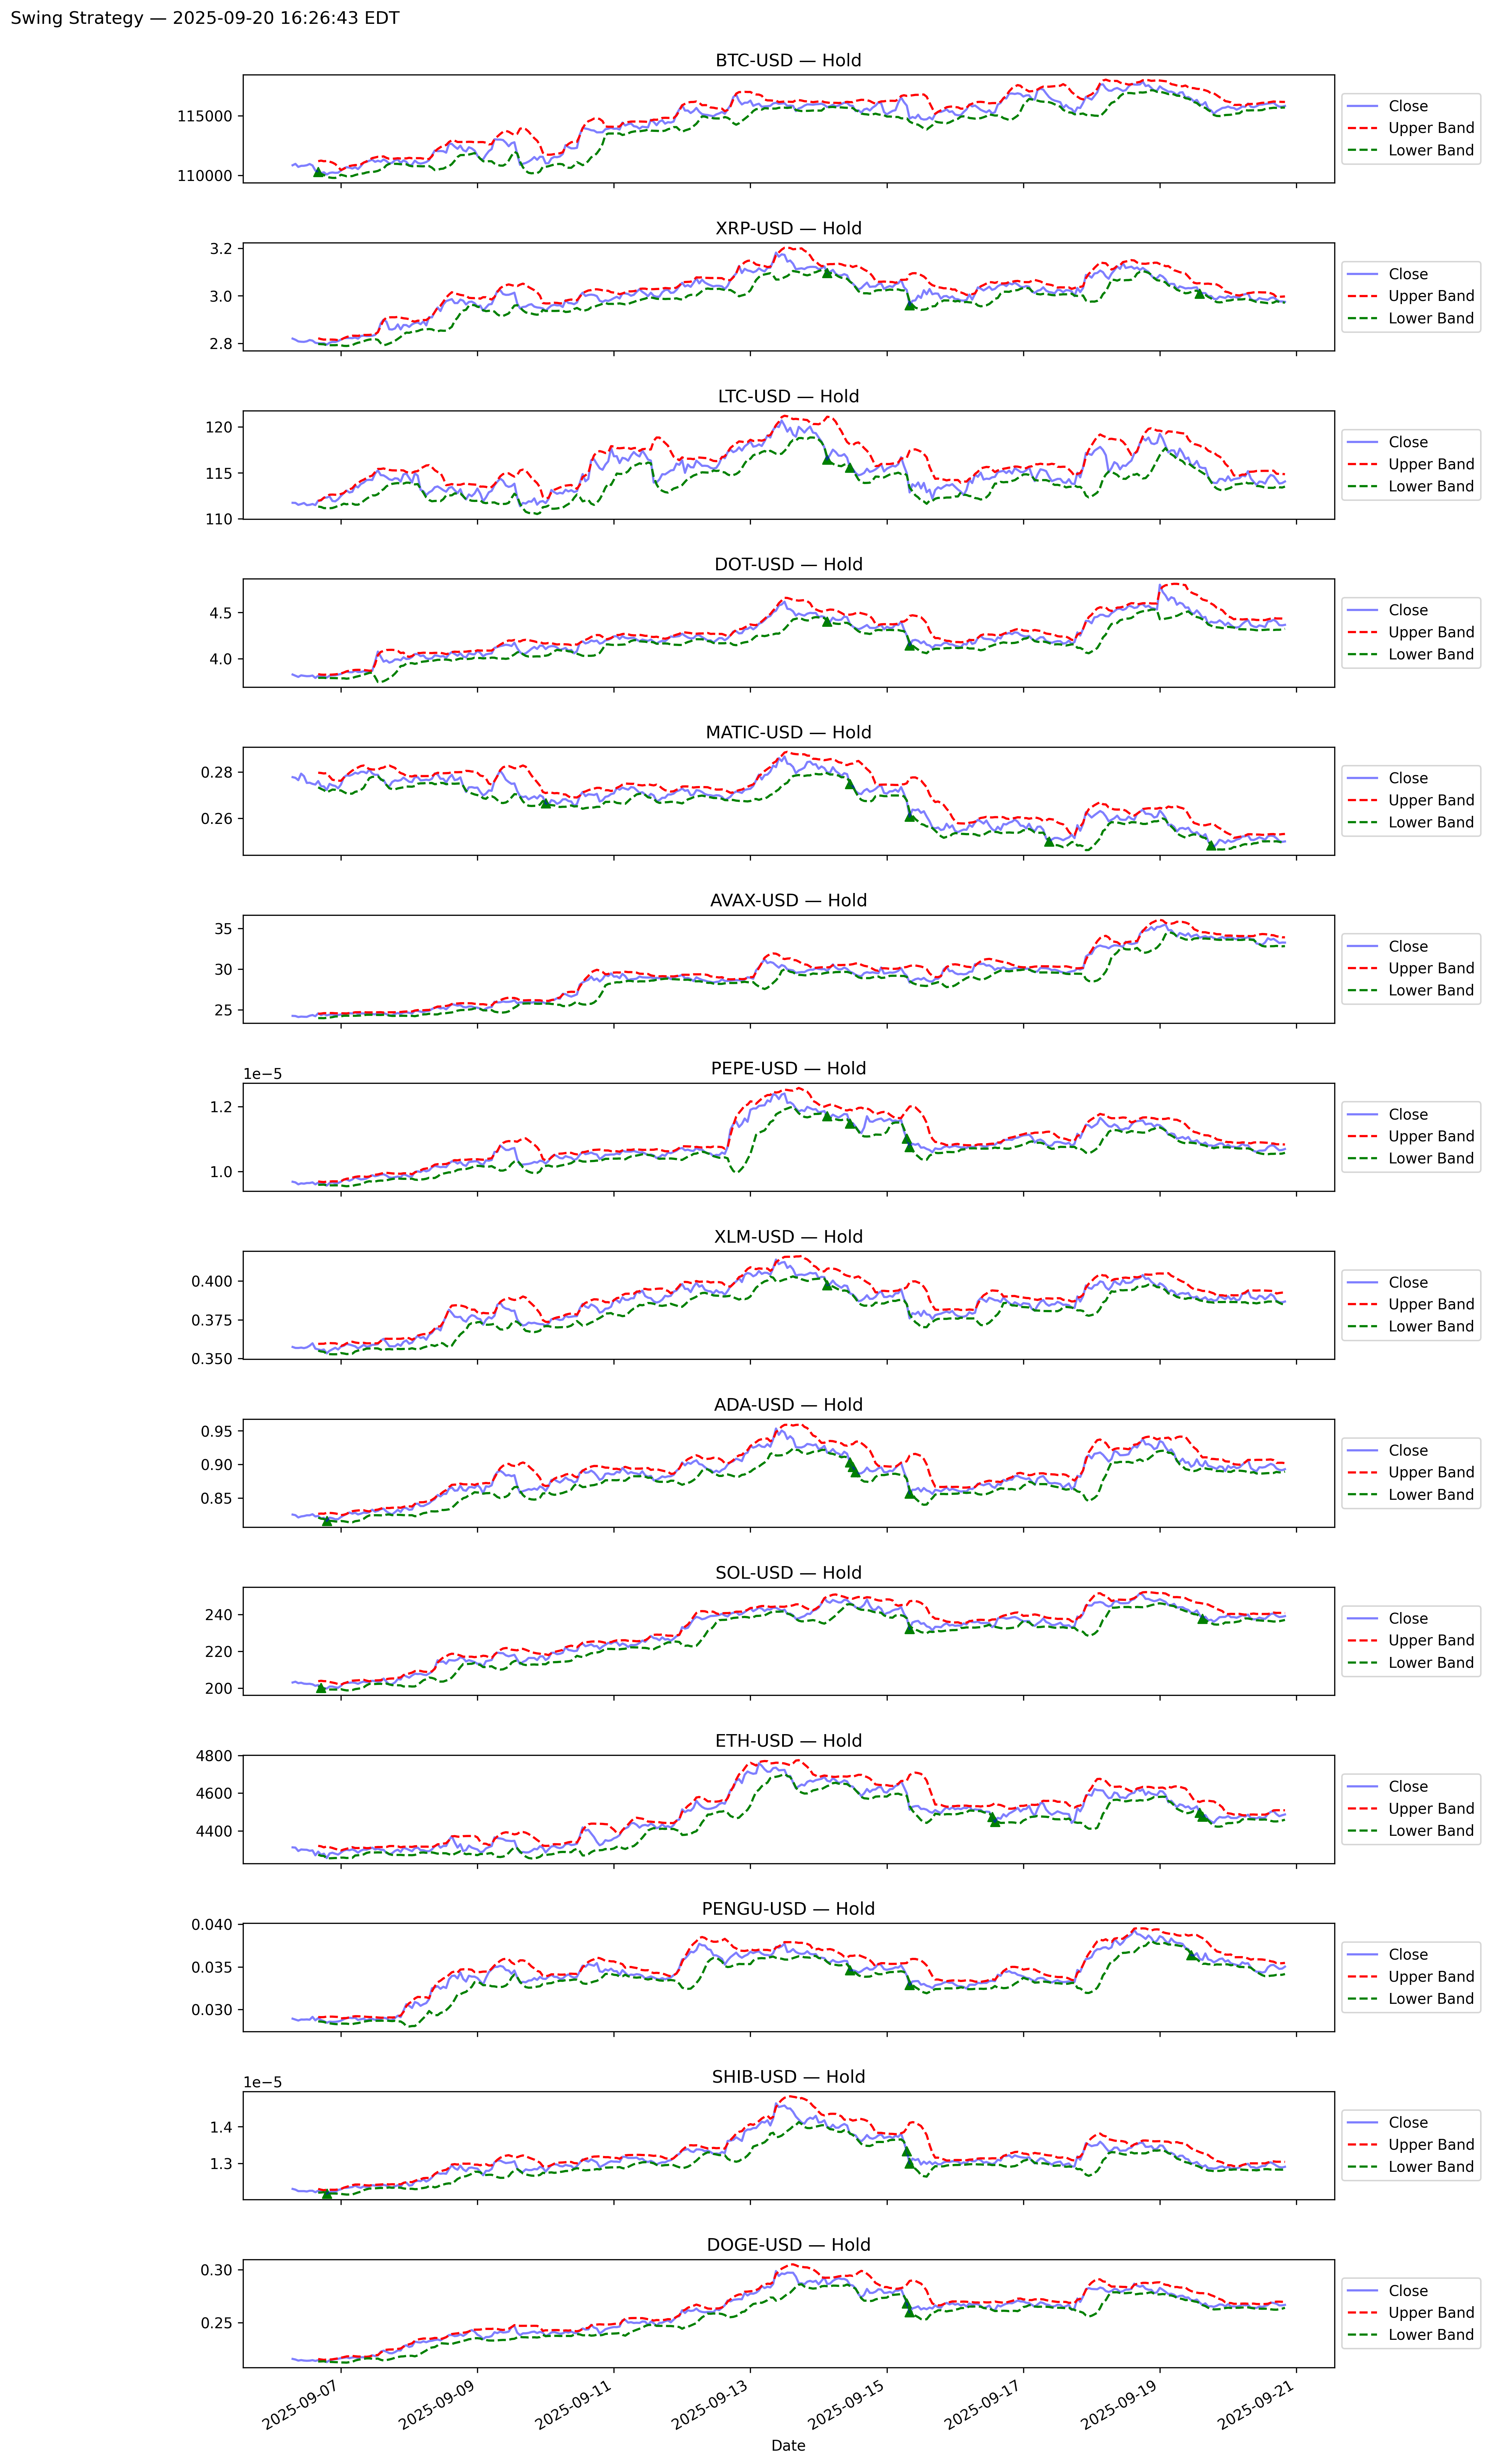 Swing Strategy — 2025-09-20 16:26:43 EDT
BTC-USD — Hold
115000
110000
Close
Upper Band
Lower Band
XRP-USD — Hold
3.2
3.0
2.8
Close
Upper Band
Lower Band
LTC-USD — Hold
120
115
110
Close
Upper Band
Lower Band
DOT-USD — Hold
4.5
4.0
Close
Upper Band
Lower Band
MATIC-USD — Hold
0.28
0.26
Close
Upper Band
Lower Band
AVAX-USD — Hold
35
30
25
Close
Upper Band
Lower Band
PEPE-USD — Hold
1e−5
1.2
1.0
Close
Upper Band
Lower Band
XLM-USD — Hold
0.400
0.375
0.350
Close
Upper Band
Lower Band
ADA-USD — Hold
0.95
0.90
0.85
Close
Upper Band
Lower Band
SOL-USD — Hold
240
220
200
Close
Upper Band
Lower Band
ETH-USD — Hold
4800
4600
4400
Close
Upper Band
Lower Band
PENGU-USD — Hold
0.040
0.035
0.030
Close
Upper Band
Lower Band
SHIB-USD — Hold
1e−5
1.4
1.3
Close
Upper Band
Lower Band
DOGE-USD — Hold
0.30
0.25
Close
Upper Band
Lower Band
2025-09-07
2025-09-09
2025-09-11
2025-09-13
2025-09-15
2025-09-17
2025-09-19
2025-09-21
Date